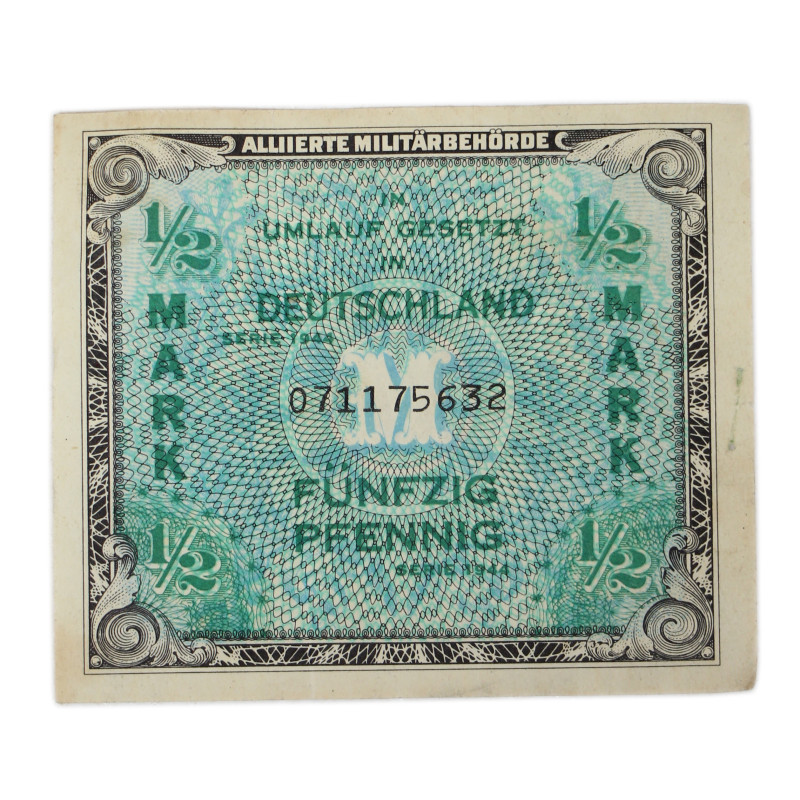 ALLIIERTE MILITÄRBEHÖRDE
1/2 MARK 1/2
IN
UMLAUF GESETZT
IN
DEUTSCHLAND
SERIE 1944
M
071175632
FÜNFZIG
PFENNIG
SERIE 1944
1/2 MARK 1/2